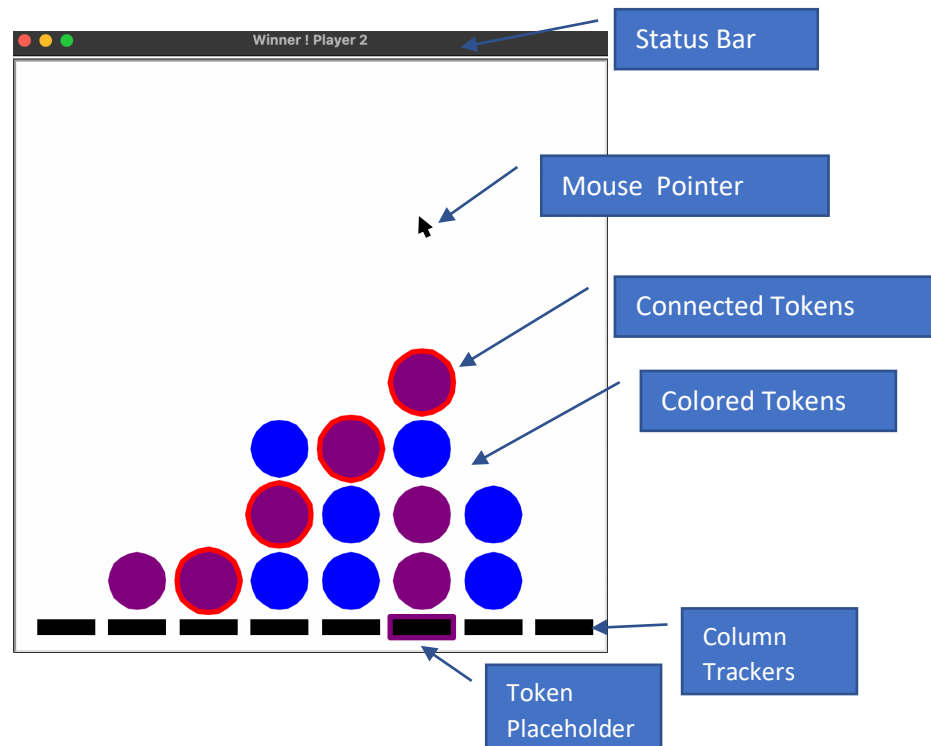 Winner ! Player 2
Status Bar
Mouse Pointer
Connected Tokens
Colored Tokens
Column
Trackers
Token
Placeholder